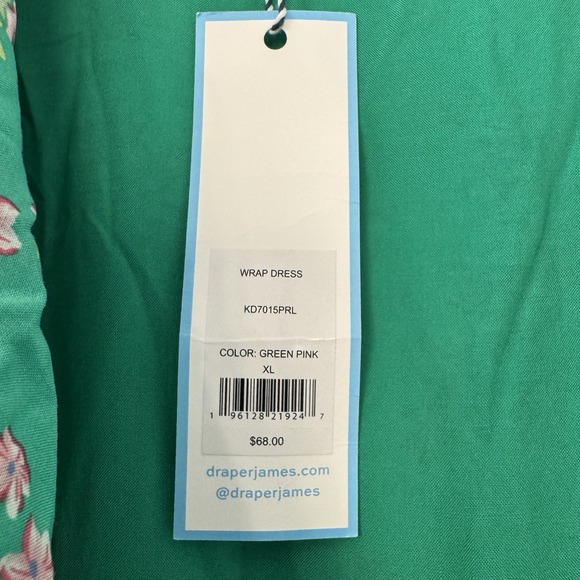 WRAP DRESS
KD7015PRL
COLOR: GREEN PINK
XL
1 96128 21924 7
$68.00
draperjames.com
@draperjames